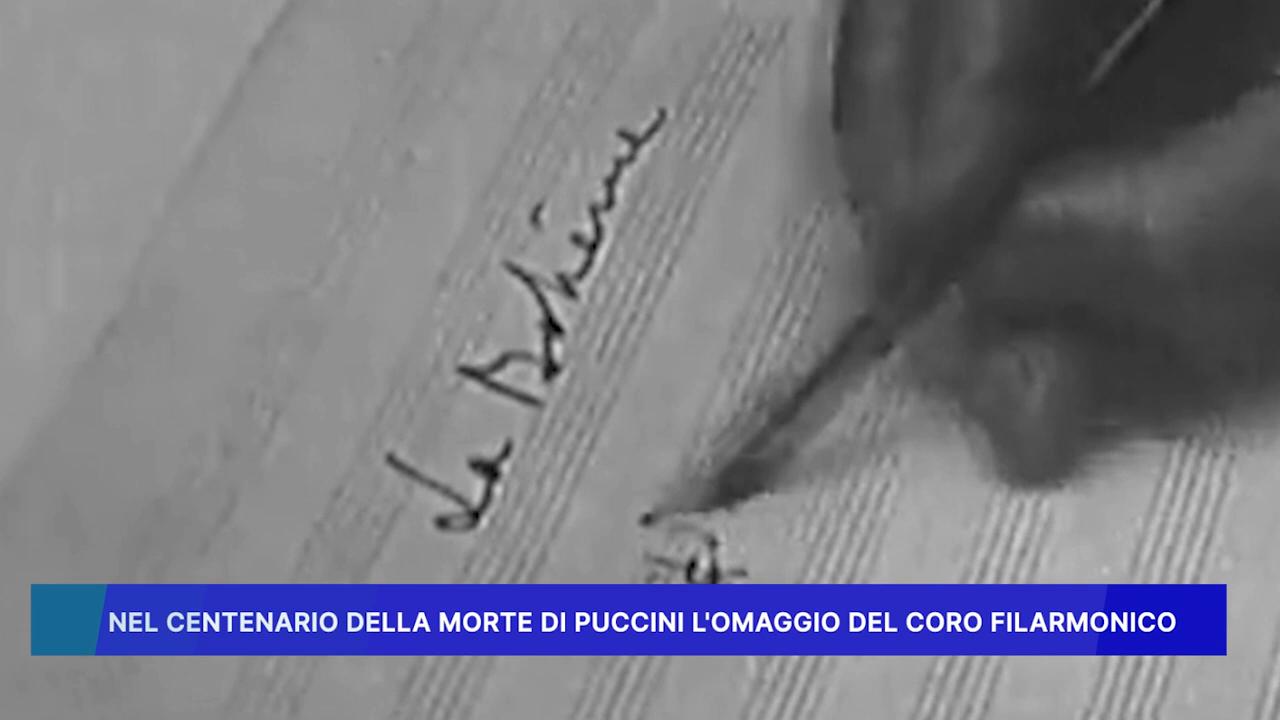 La Bohème
NEL CENTENARIO DELLA MORTE DI PUCCINI L'OMAGGIO DEL CORO FILARMONICO